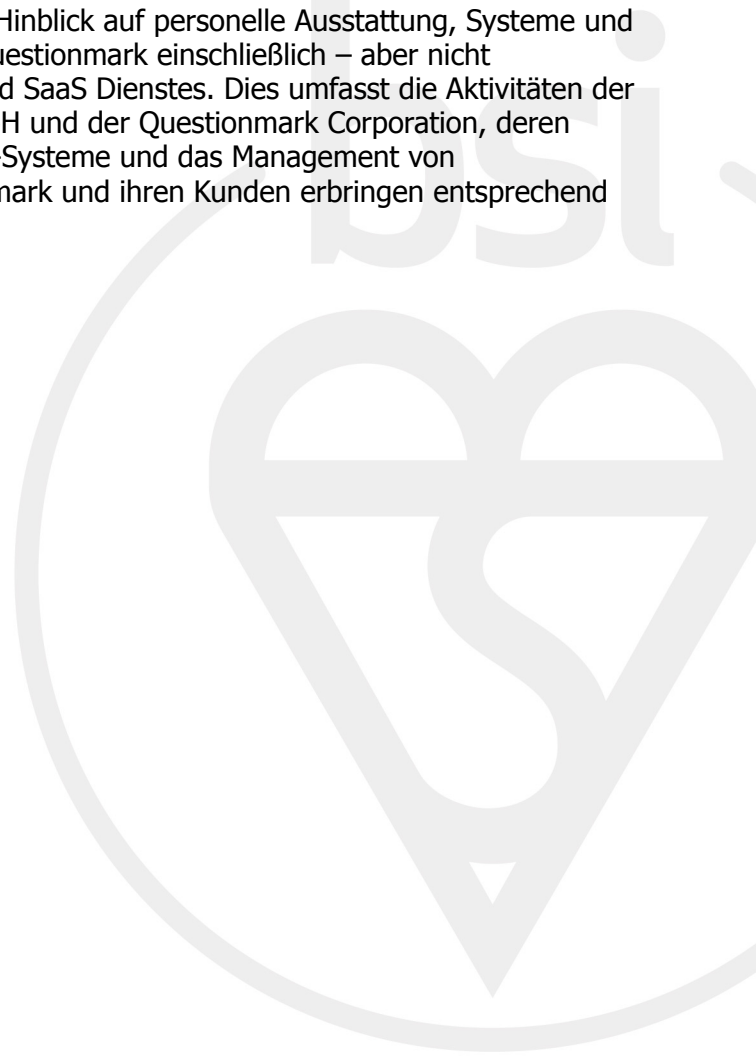 Hinblick auf personelle Ausstattung, Systeme und
uestionmark einschließlich – aber nicht
d SaaS Dienstes. Dies umfasst die Aktivitäten der
H und der Questionmark Corporation, deren
-Systeme und das Management von
mark und ihren Kunden erbringen entsprechend
bsi